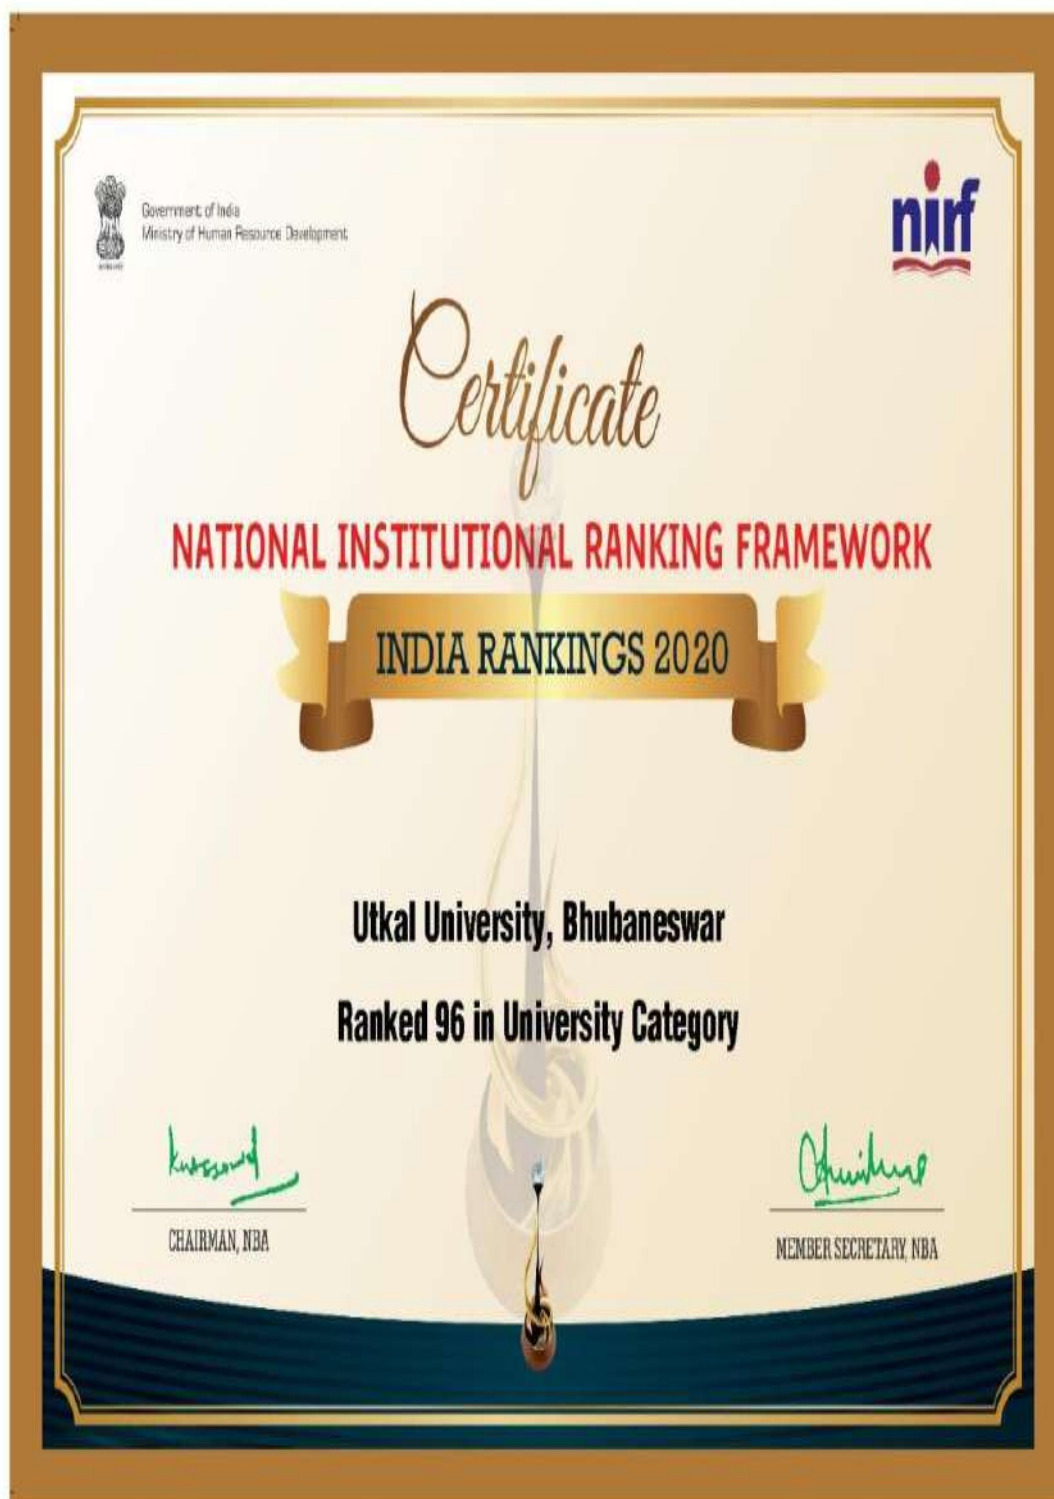 Government of India
Ministry of Human Resource Development
nirf
Certificate
NATIONAL INSTITUTIONAL RANKING FRAMEWORK
INDIA RANKINGS 2020
Utkal University, Bhubaneswar
Ranked 96 in University Category
CHAIRMAN, NBA
MEMBER SECRETARY, NBA